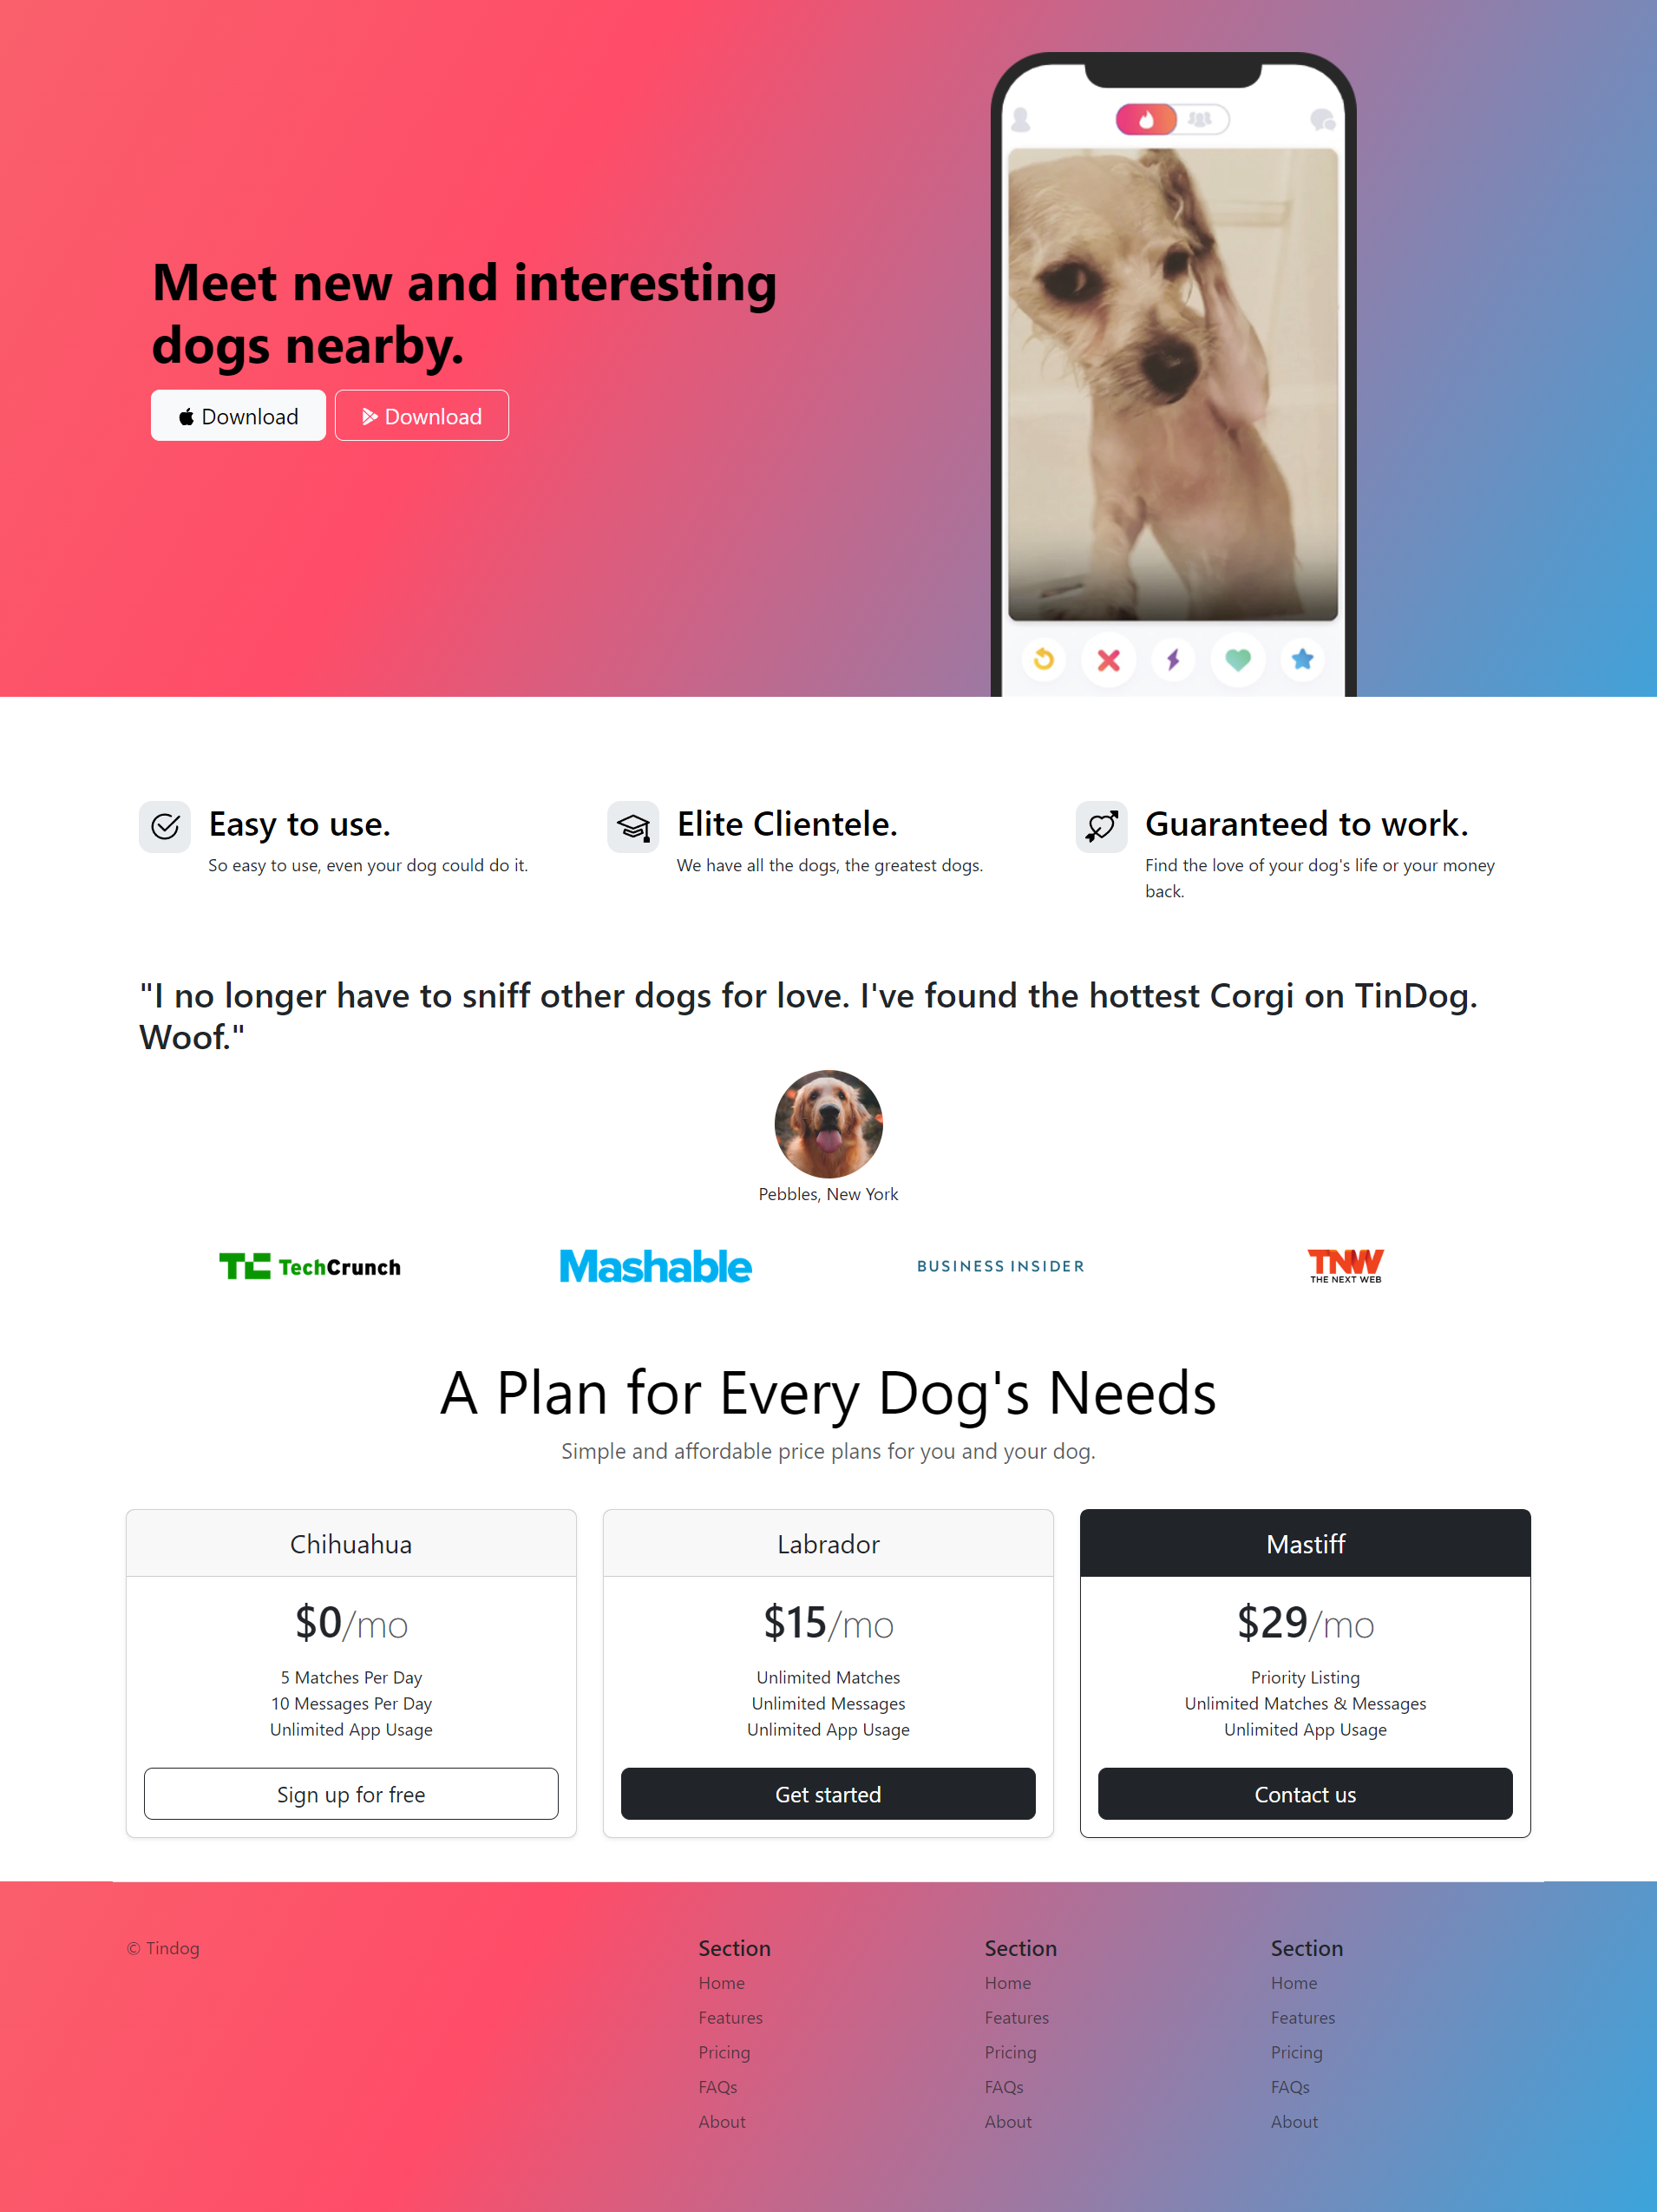 Meet new and interesting
dogs nearby.
Download
Download
Easy to use.
So easy to use, even your dog could do it.
Elite Clientele.
We have all the dogs, the greatest dogs.
Guaranteed to work.
Find the love of your dog's life or your money
back.
"I no longer have to sniff other dogs for love. I've found the hottest Corgi on TinDog.
Woof."
Pebbles, New York
TC TechCrunch
Mashable
BUSINESS INSIDER
TNW
THE NEXT WEB
A Plan for Every Dog's Needs
Simple and affordable price plans for you and your dog.
Chihuahua
$0/mo
5 Matches Per Day
10 Messages Per Day
Unlimited App Usage
Sign up for free
Labrador
$15/mo
Unlimited Matches
Unlimited Messages
Unlimited App Usage
Get started
Mastiff
$29/mo
Priority Listing
Unlimited Matches & Messages
Unlimited App Usage
Contact us
© Tindog
Section
Home
Features
Pricing
FAQs
About
Section
Home
Features
Pricing
FAQs
About
Section
Home
Features
Pricing
FAQs
About